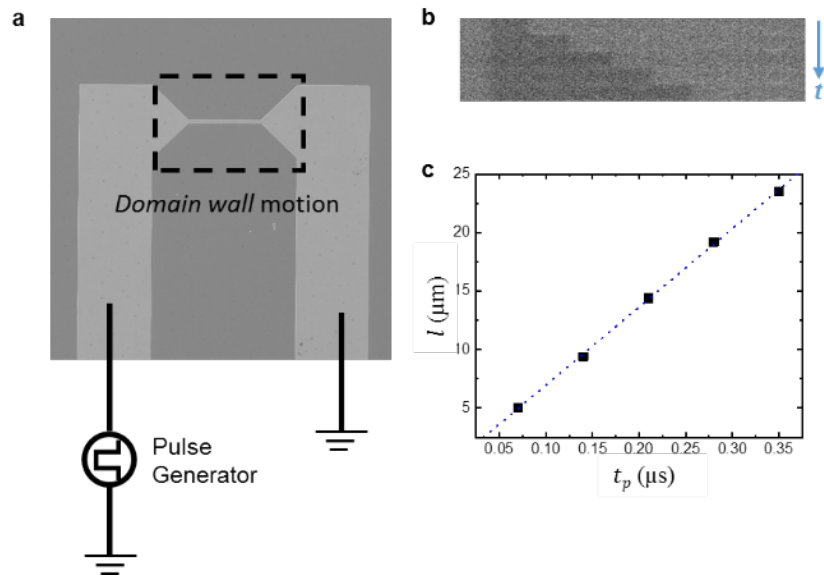 a
Domain wall motion
Pulse
Generator
b
t
c
25
20
15
10
5
l (μm)
0.05 0.10 0.15 0.20 0.25 0.30 0.35
t_p (μs)